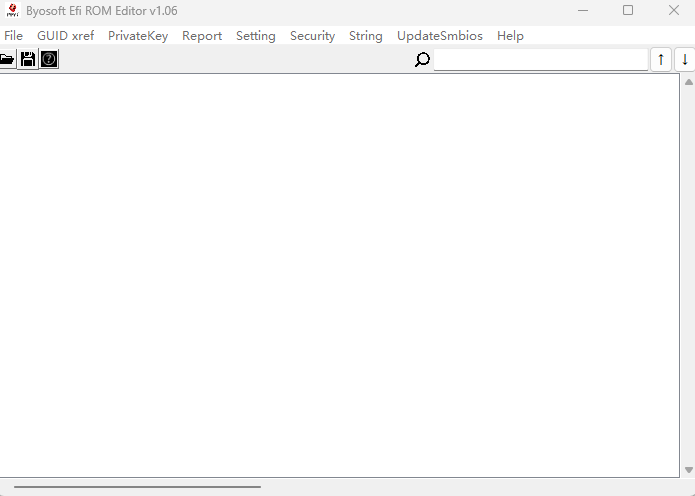 Byosoft Efi ROM Editor v1.06
File GUID xref PrivateKey Report Setting Security String UpdateSmbios Help